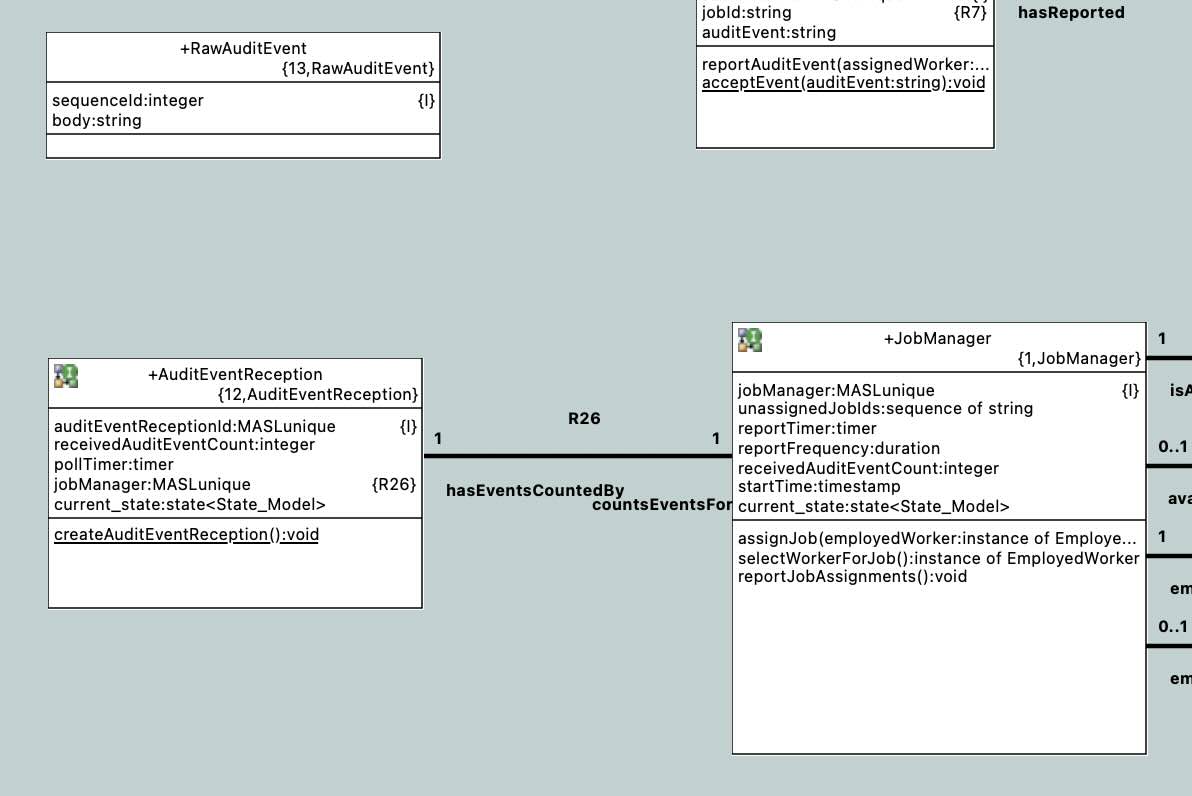 jobId:string {R7}
auditEvent:string
reportAuditEvent(assignedWorker:...
acceptEvent(auditEvent:string):void
hasReported
+RawAuditEvent
{13,RawAuditEvent}
sequenceId:integer {I}
body:string
+AuditEventReception
{12,AuditEventReception}
auditEventReceptionId:MASLunique {I}
receivedAuditEventCount:integer
pollTimer:timer
jobManager:MASLunique {R26}
current_state:state<State_Model>
createAuditEventReception():void
R26
1
1
hasEventsCountedBy
countsEventsFor
+JobManager
{1,JobManager}
jobManager:MASLunique {I}
unassignedJobIds:sequence of string
reportTimer:timer
reportFrequency:duration
receivedAuditEventCount:integer
startTime:timestamp
current_state:state<State_Model>
assignJob(employedWorker:instance of Employe...
selectWorkerForJob():instance of EmployedWorker
reportJobAssignments():void
1
0..1
1
em
0..1
em